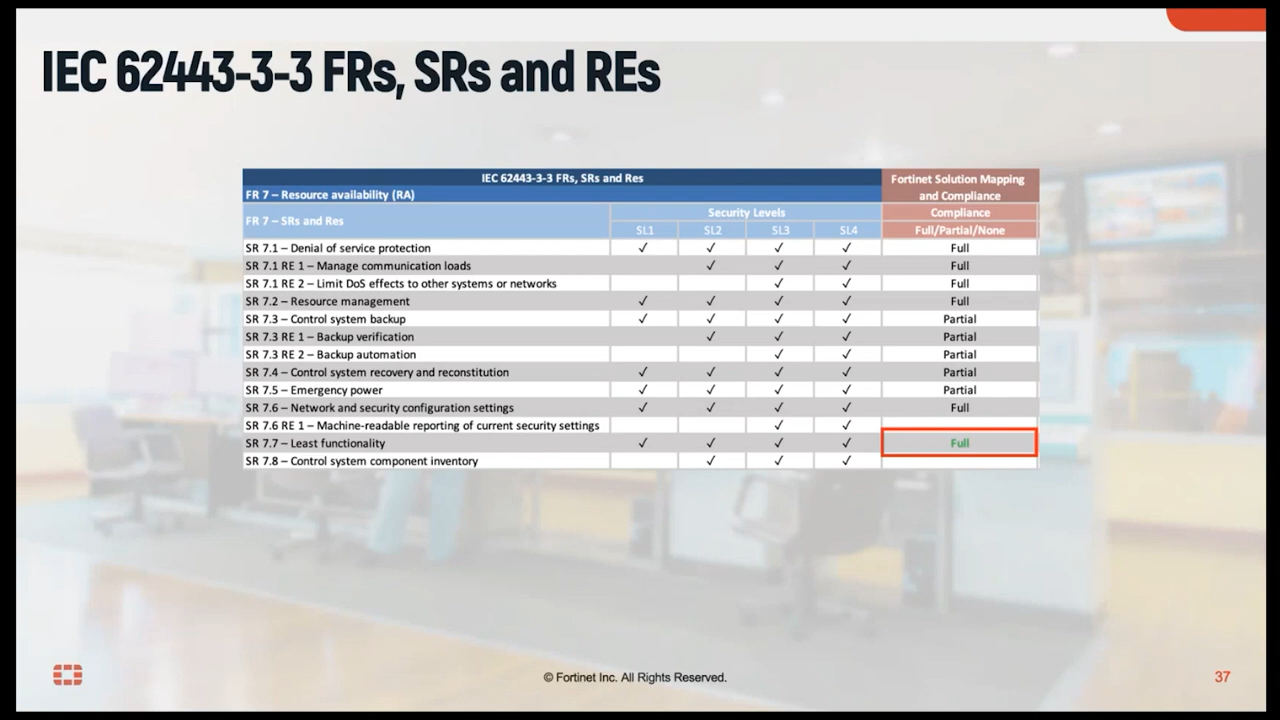 IEC 62443-3-3 FRs, SRs and REs
IEC 62443-3-3 FRs, SRs and Res
Fortinet Solution Mapping
and Compliance
FR 7 – Resource availability (RA)
FR 7 – SRs and Res
Security Levels
Compliance
SL1 SL2 SL3 SL4 Full/Partial/None
SR 7.1 – Denial of service protection ✓ ✓ ✓ ✓ Full
SR 7.1 RE 1 – Manage communication loads ✓ ✓ ✓ Full
SR 7.1 RE 2 – Limit DoS effects to other systems or networks ✓ ✓ Full
SR 7.2 – Resource management ✓ ✓ ✓ ✓ Full
SR 7.3 – Control system backup ✓ ✓ ✓ ✓ Partial
SR 7.3 RE 1 – Backup verification ✓ ✓ ✓ Partial
SR 7.3 RE 2 – Backup automation ✓ ✓ Partial
SR 7.4 – Control system recovery and reconstitution ✓ ✓ ✓ ✓ Partial
SR 7.5 – Emergency power ✓ ✓ ✓ ✓ Partial
SR 7.6 – Network and security configuration settings ✓ ✓ ✓ ✓ Full
SR 7.6 RE 1 – Machine-readable reporting of current security settings ✓ ✓
SR 7.7 – Least functionality ✓ ✓ ✓ ✓ Full
SR 7.8 – Control system component inventory ✓ ✓ ✓
© Fortinet Inc. All Rights Reserved.
37